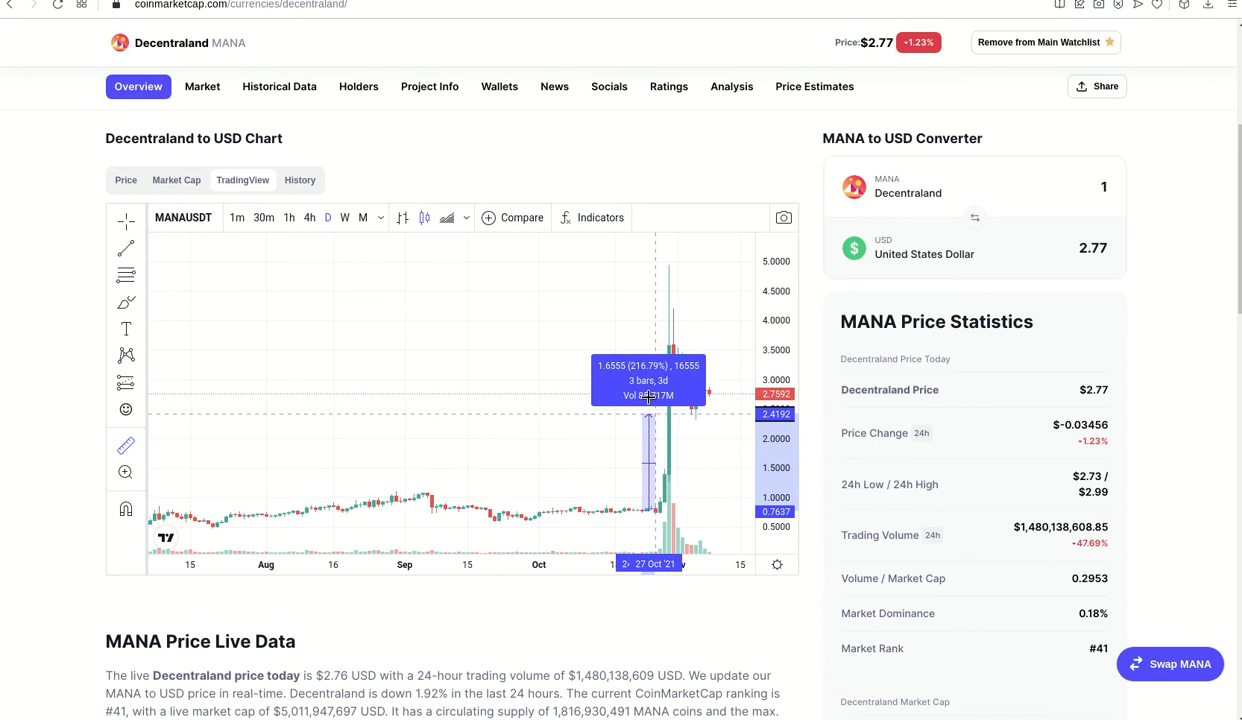 coinmarketcap.com/currencies/decentraland/
Decentraland MANA
Price:$2.77 -1.23%
Remove from Main Watchlist
Overview Market Historical Data Holders Project Info Wallets News Socials Ratings Analysis Price Estimates
Share
Decentraland to USD Chart
Price Market Cap TradingView History
MANAUSDT 1m 30m 1h 4h D W M Compare Indicators
5.0000
4.5000
4.0000
3.5000
3.0000
2.7592
2.4192
2.0000
1.5000
1.0000
0.7637
0.5000
1.6555 (216.79%) , 16555
3 bars, 3d
Vol
15 Aug 16 Sep 15 Oct 27 Oct '21 15
MANA to USD Converter
MANA
Decentraland
1
USD
United States Dollar
2.77
MANA Price Statistics
Decentraland Price Today
Decentraland Price $2.77
Price Change 24h $-0.03456
1.23%
24h Low / 24h High $2.73 /
$2.99
Trading Volume 24h $1,480,138,608.85
47.69%
Volume / Market Cap 0.2953
Market Dominance 0.18%
Market Rank #41
Decentraland Market Cap
Swap MANA
MANA Price Live Data
The live Decentraland price today is $2.76 USD with a 24-hour trading volume of $1,480,138,609 USD. We update our
MANA to USD price in real-time. Decentraland is down 1.92% in the last 24 hours. The current CoinMarketCap ranking is
#41, with a live market cap of $5,011,947,697 USD. It has a circulating supply of 1,816,930,491 MANA coins and the max.